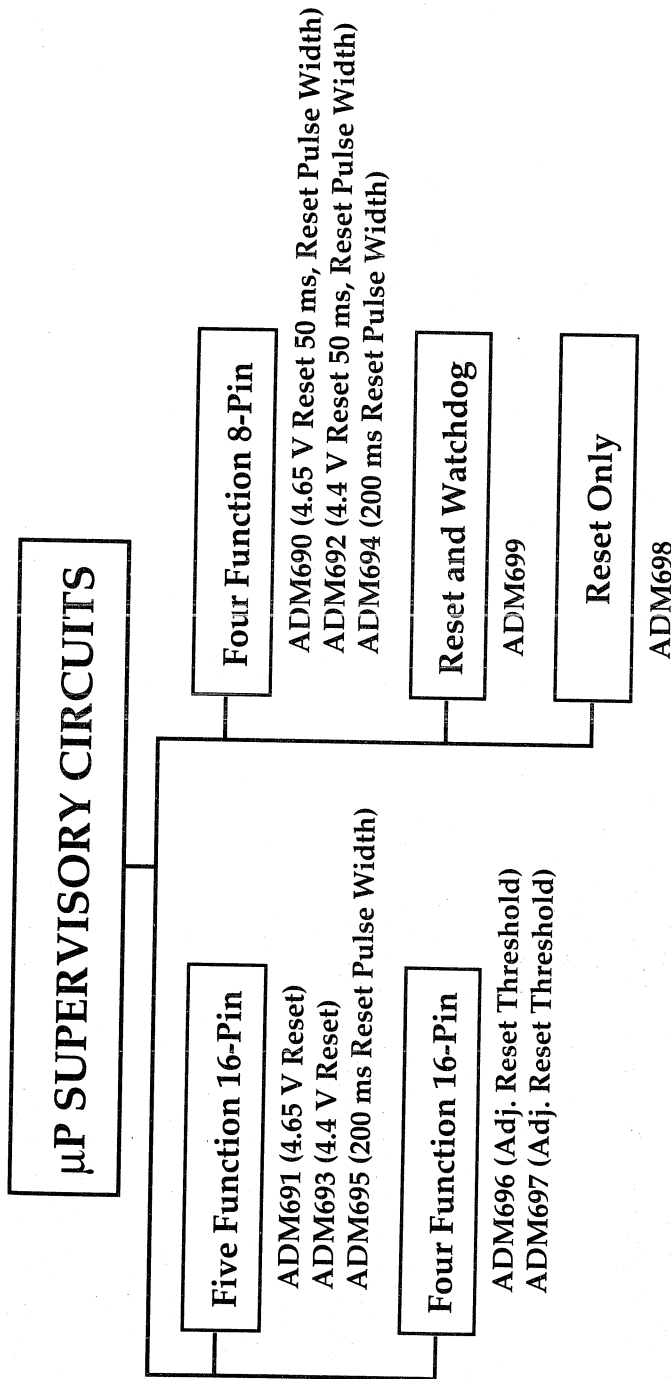 µP SUPERVISORY CIRCUITS
Five Function 16-Pin
ADM691 (4.65 V Reset)
ADM693 (4.4 V Reset)
ADM695 (200 ms Reset Pulse Width)
Four Function 16-Pin
ADM696 (Adj. Reset Threshold)
ADM697 (Adj. Reset Threshold)
Four Function 8-Pin
ADM690 (4.65 V Reset 50 ms, Reset Pulse Width)
ADM692 (4.4 V Reset 50 ms, Reset Pulse Width)
ADM694 (200 ms Reset Pulse Width)
Reset and Watchdog
ADM699
Reset Only
ADM698